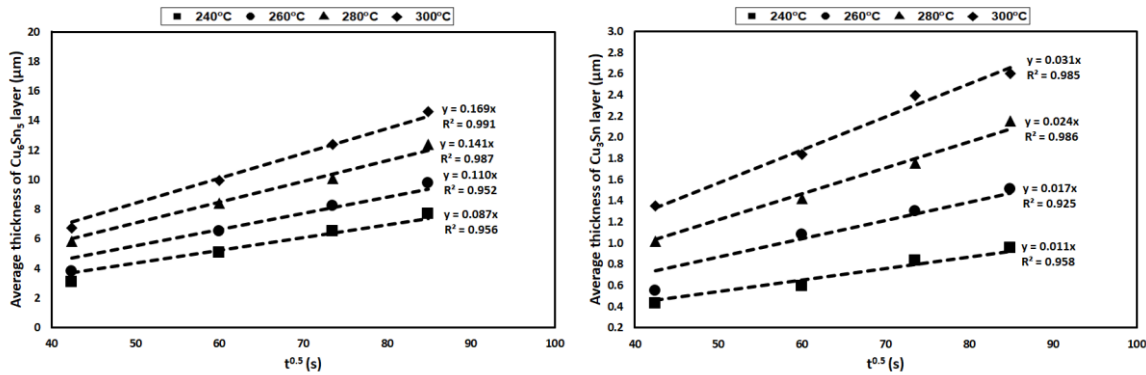 240°C 260°C 280°C 300°C
20
18
16
14
12
10
8
6
4
2
0
Average thickness of Cu₆Sn₅ layer (µm)
y = 0.169x
R² = 0.991
y = 0.141x
R² = 0.987
y = 0.110x
R² = 0.952
y = 0.087x
R² = 0.956
40 50 60 70 80 90 100
t⁰·⁵ (s)
240°C 260°C 280°C 300°C
3.0
2.8
2.6
2.4
2.2
2.0
1.8
1.6
1.4
1.2
1.0
0.8
0.6
0.4
0.2
Average thickness of Cu₃Sn layer (µm)
y = 0.031x
R² = 0.985
y = 0.024x
R² = 0.986
y = 0.017x
R² = 0.925
y = 0.011x
R² = 0.958
40 50 60 70 80 90 100
t⁰·⁵ (s)